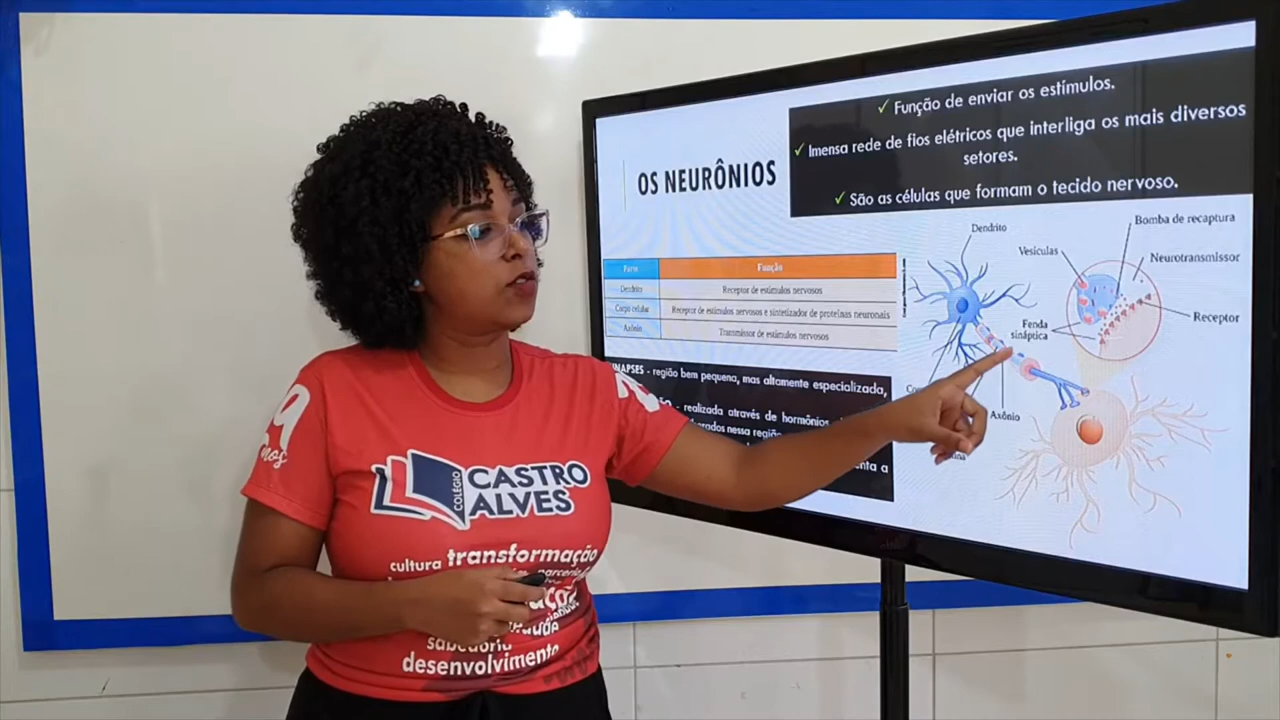 OS NEURÔNIOS
✓ Função de enviar os estímulos.
✓ Imensa rede de fios elétricos que interliga os mais diversos
setores.
✓ São as células que formam o tecido nervoso.
Parte Função
Dendrito Receptor de estímulos nervosos
Corpo celular Receptor de estímulos nervosos e sintetizador de proteínas neuronais
Axônio Transmissor de estímulos nervosos
Dendrito
Vesículas
Bomba de recaptura
Neurotransmissor
Receptor
Fenda
sináptica
Axônio
região bem pequena, mas altamente especializada,
- realizada através de hormônios
nessa região
COLÉGIO
CASTRO
ALVES
cultura transformação
desenvolvimento